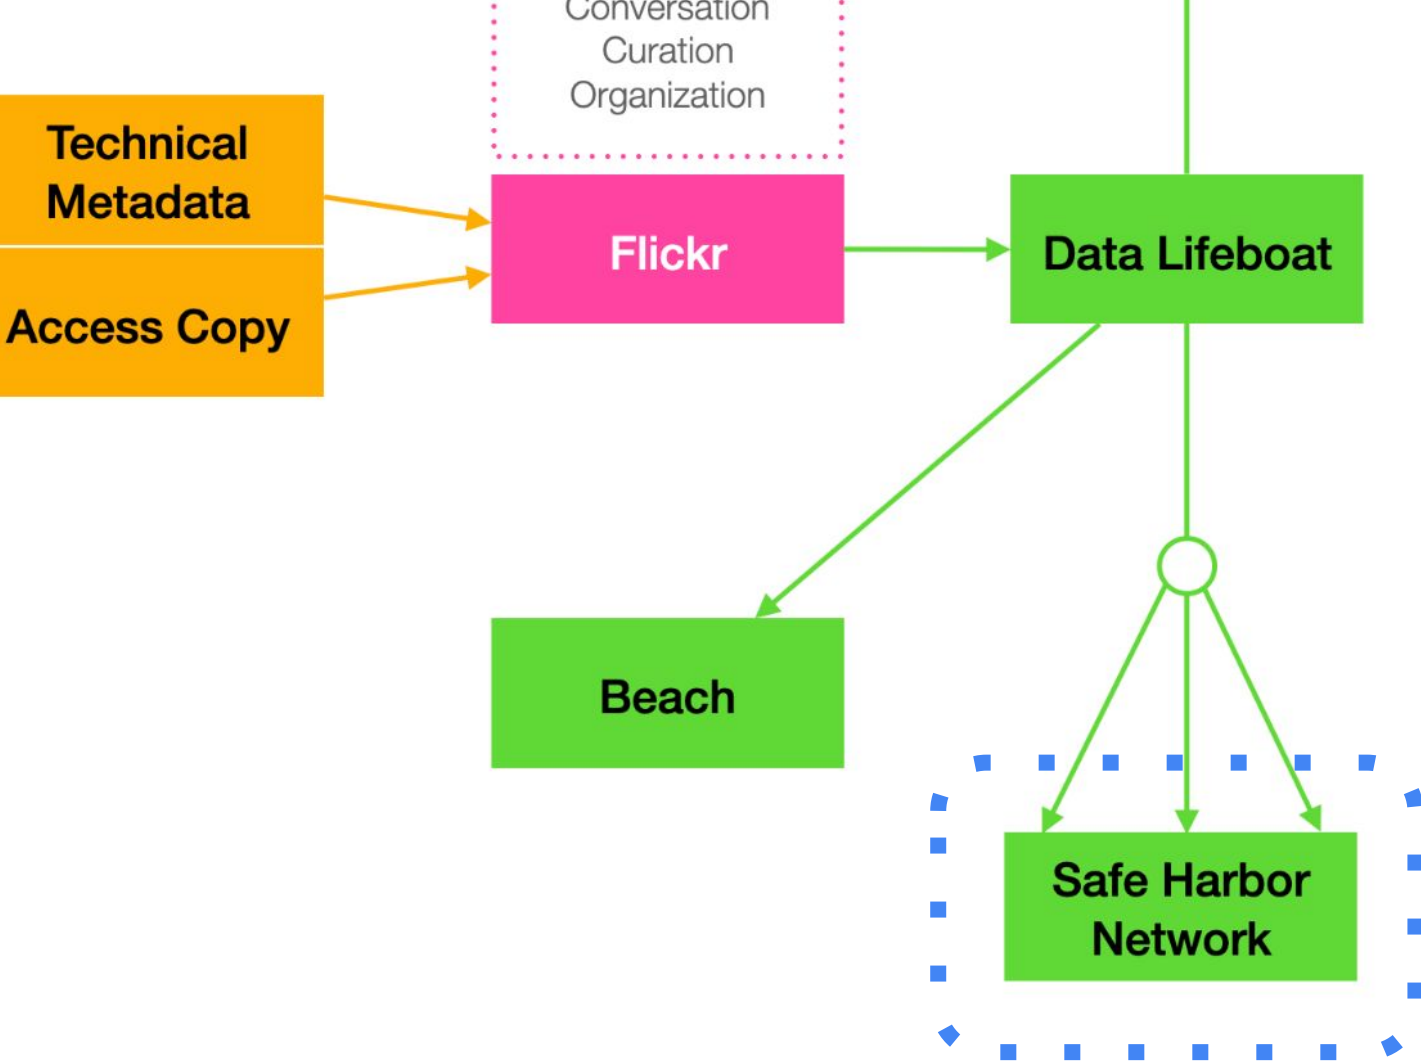 Conversation
Curation
Organization
Technical
Metadata
Access Copy
Flickr
Data Lifeboat
Beach
Safe Harbor
Network